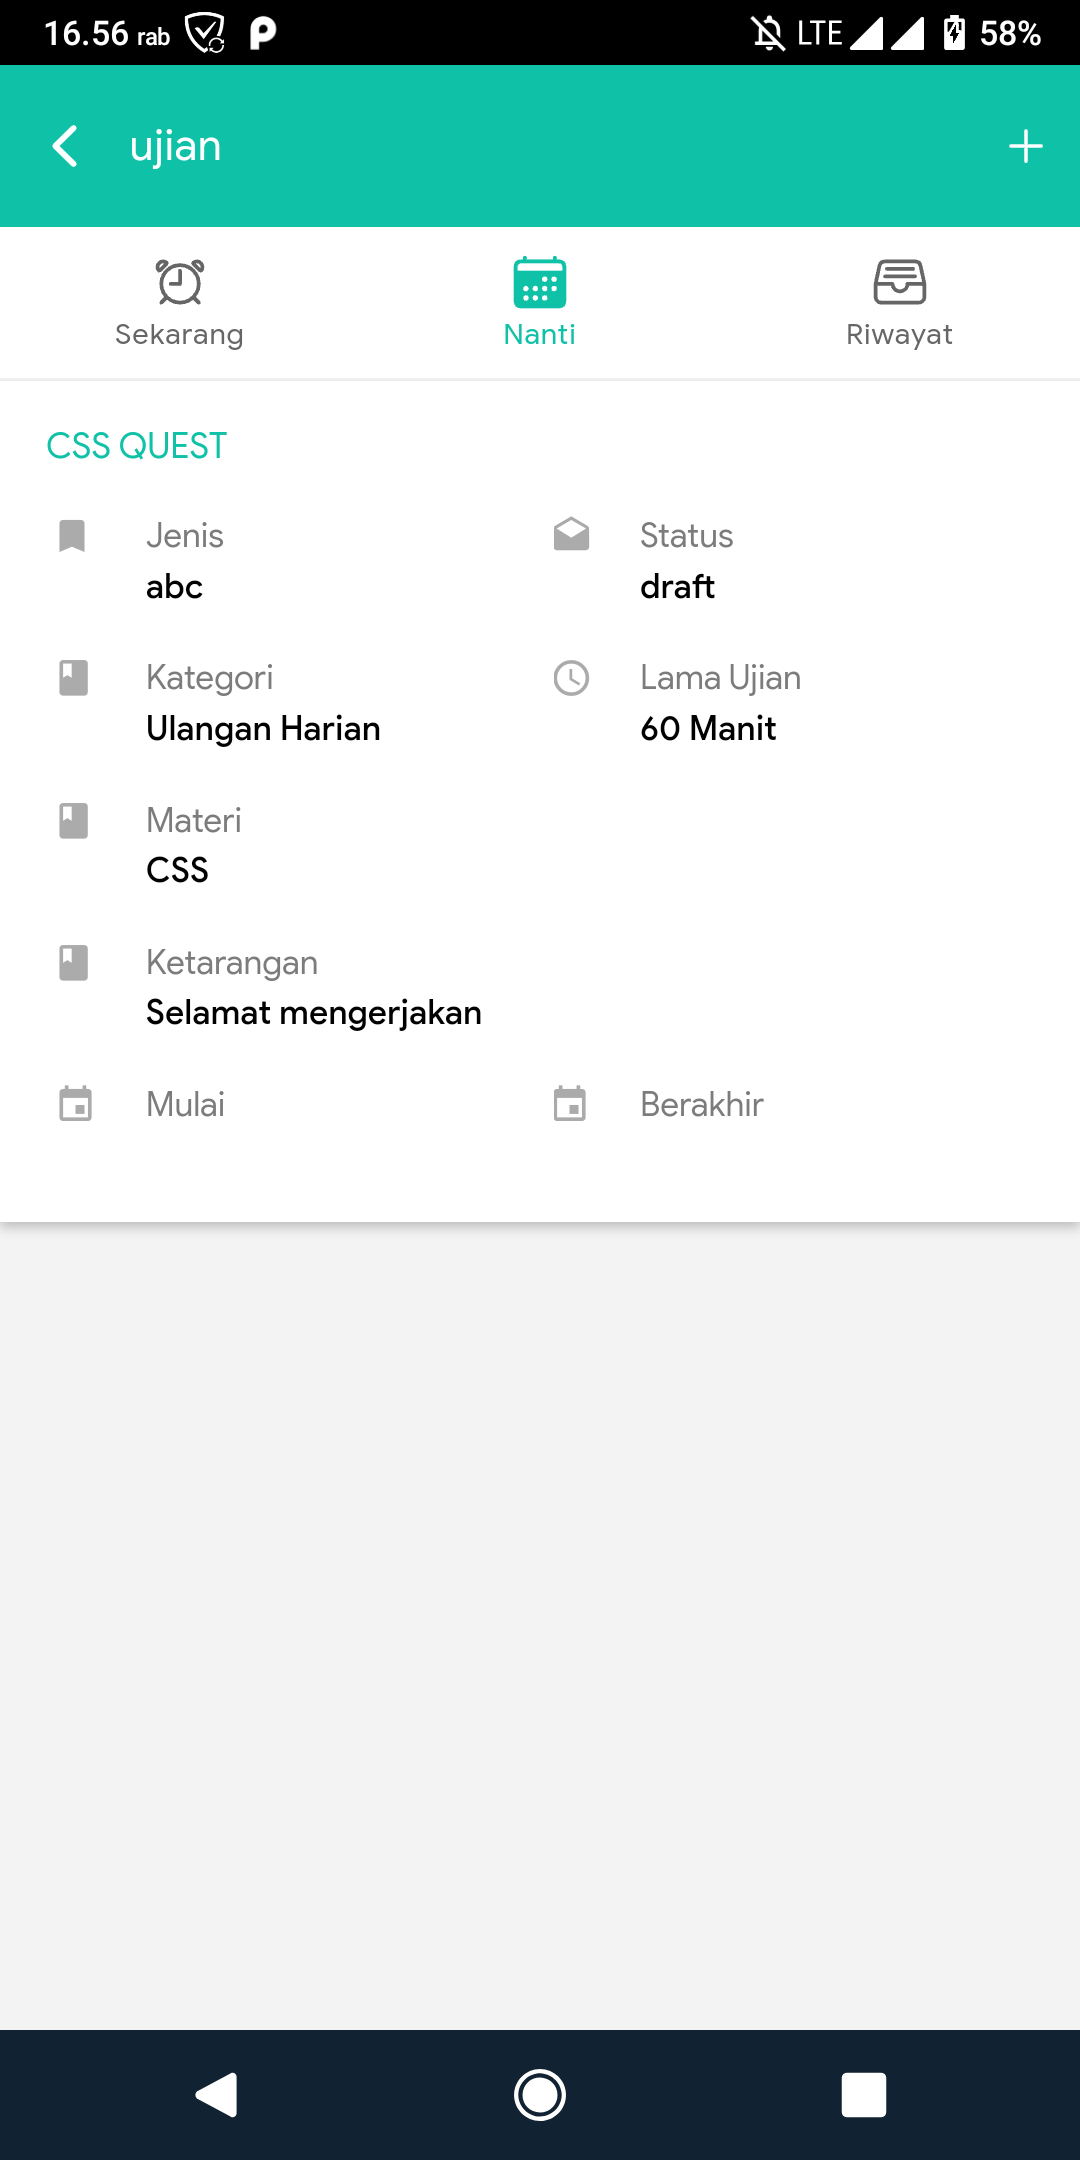 16.56 rab LTE 58%
ujian
Sekarang Nanti Riwayat
CSS QUEST
Jenis Status
abc draft
Kategori Lama Ujian
Ulangan Harian 60 Manit
Materi
CSS
Ketarangan
Selamat mengerjakan
Mulai Berakhir